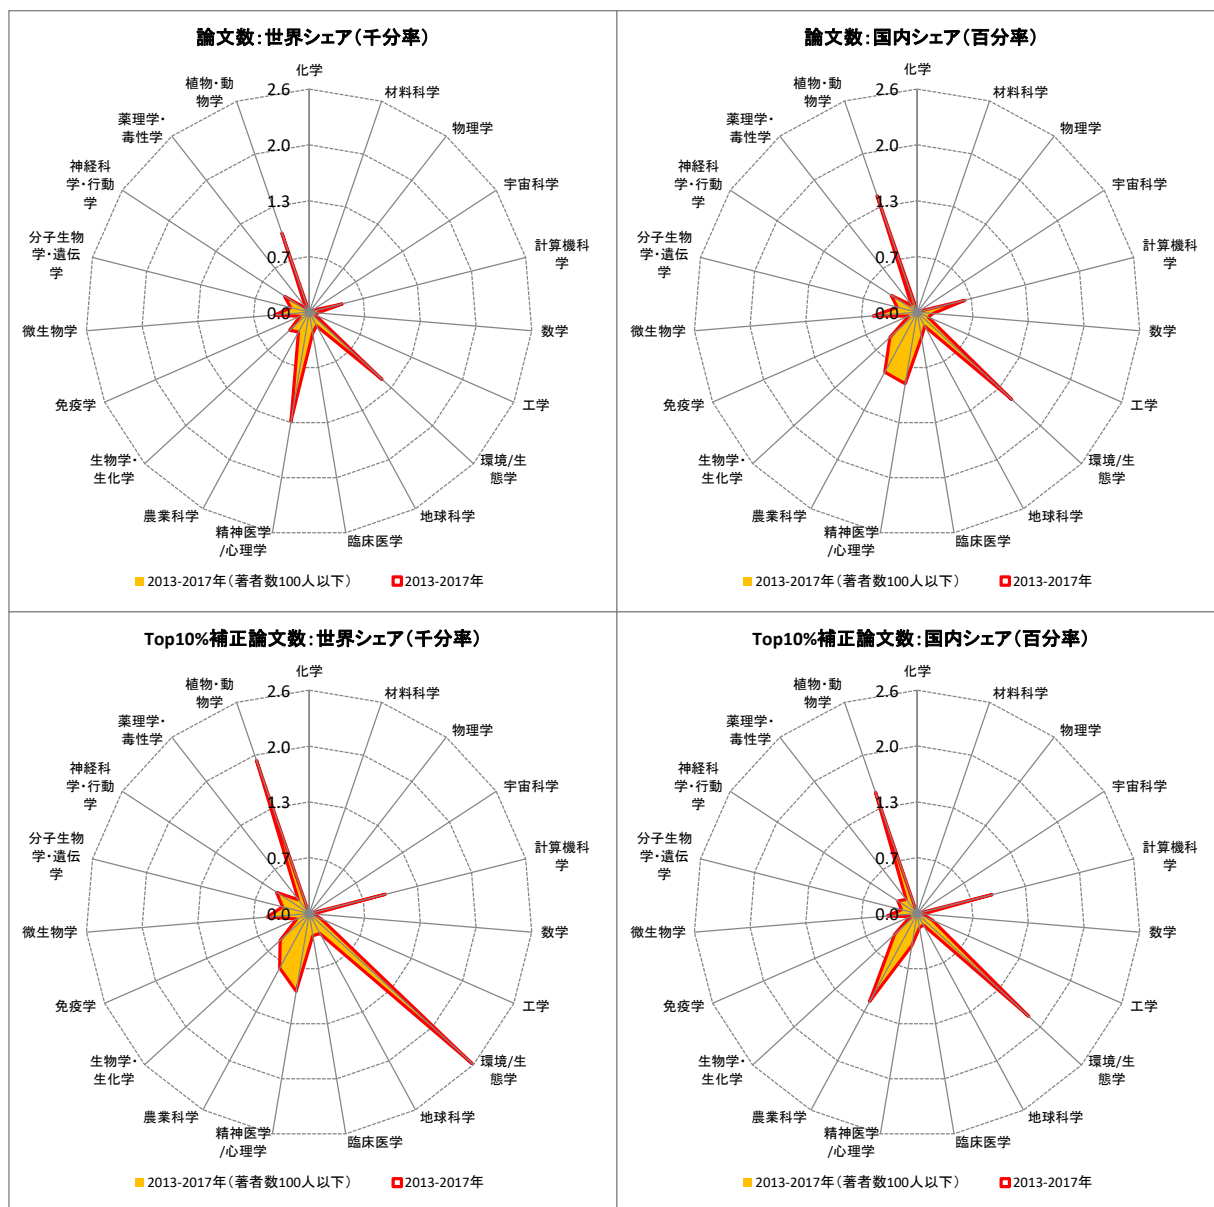 論文数：世界シェア（千分率）
化学
材料科学
物理学
宇宙科学
計算機科
学
数学
工学
環境/生
態学
地球科学
臨床医学
精神医学
/心理学
農業科学
生物学・
生化学
免疫学
微生物学
分子生物
学・遺伝
学
神経科
学・行動
学
薬理学・
毒性学
植物・動
物学
2.6
2.0
1.3
0.7
0.0
2013-2017年（著者数100人以下）
2013-2017年
論文数：国内シェア（百分率）
化学
材料科学
物理学
宇宙科学
計算機科
学
数学
工学
環境/生
態学
地球科学
臨床医学
精神医学
/心理学
農業科学
生物学・
生化学
免疫学
微生物学
分子生物
学・遺伝
学
神経科
学・行動
学
薬理学・
毒性学
植物・動
物学
2.6
2.0
1.3
0.7
0.0
2013-2017年（著者数100人以下）
2013-2017年
Top10%補正論文数：世界シェア（千分率）
化学
材料科学
物理学
宇宙科学
計算機科
学
数学
工学
環境/生
態学
地球科学
臨床医学
精神医学
/心理学
農業科学
生物学・
生化学
免疫学
微生物学
分子生物
学・遺伝
学
神経科
学・行動
学
薬理学・
毒性学
植物・動
物学
2.6
2.0
1.3
0.7
0.0
2013-2017年（著者数100人以下）
2013-2017年
Top10%補正論文数：国内シェア（百分率）
化学
材料科学
物理学
宇宙科学
計算機科
学
数学
工学
環境/生
態学
地球科学
臨床医学
精神医学
/心理学
農業科学
生物学・
生化学
免疫学
微生物学
分子生物
学・遺伝
学
神経科
学・行動
学
薬理学・
毒性学
植物・動
物学
2.6
2.0
1.3
0.7
0.0
2013-2017年（著者数100人以下）
2013-2017年